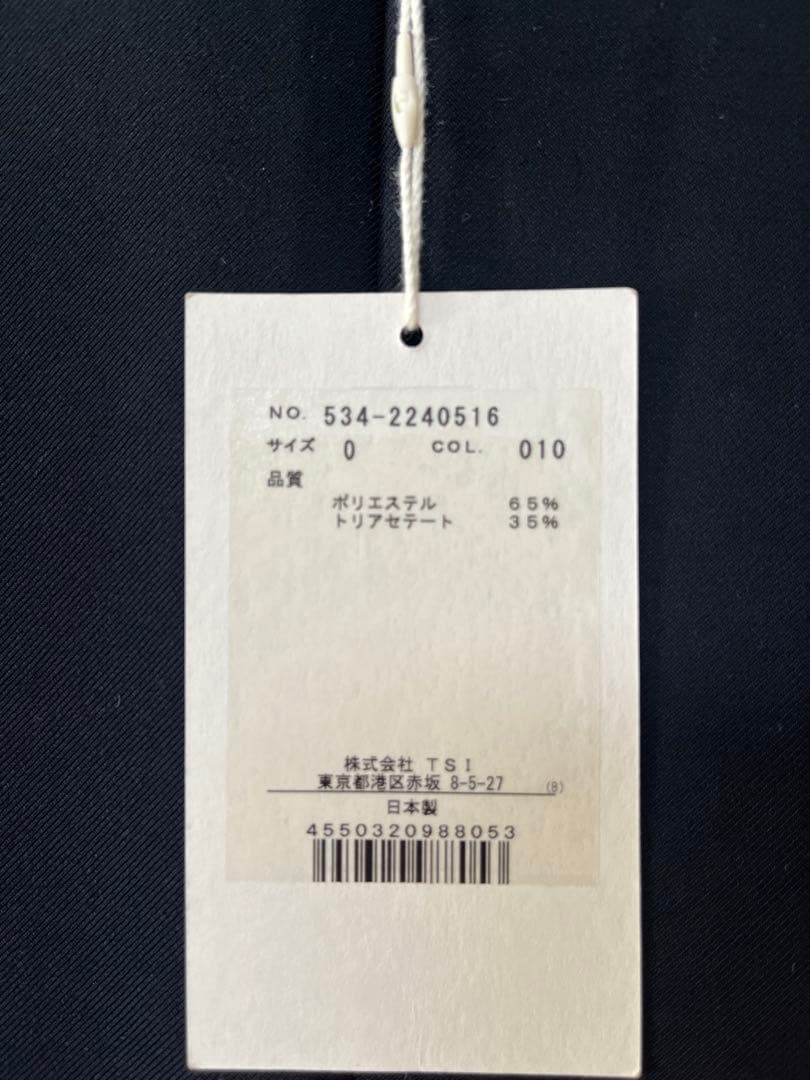 NO. 534-2240516
サイズ 0 COL. 010
品質
ポリエステル 65%
トリアセテート 35%
株式会社 TSI
東京都港区赤坂 8-5-27 (B)
日本製
4550320988053